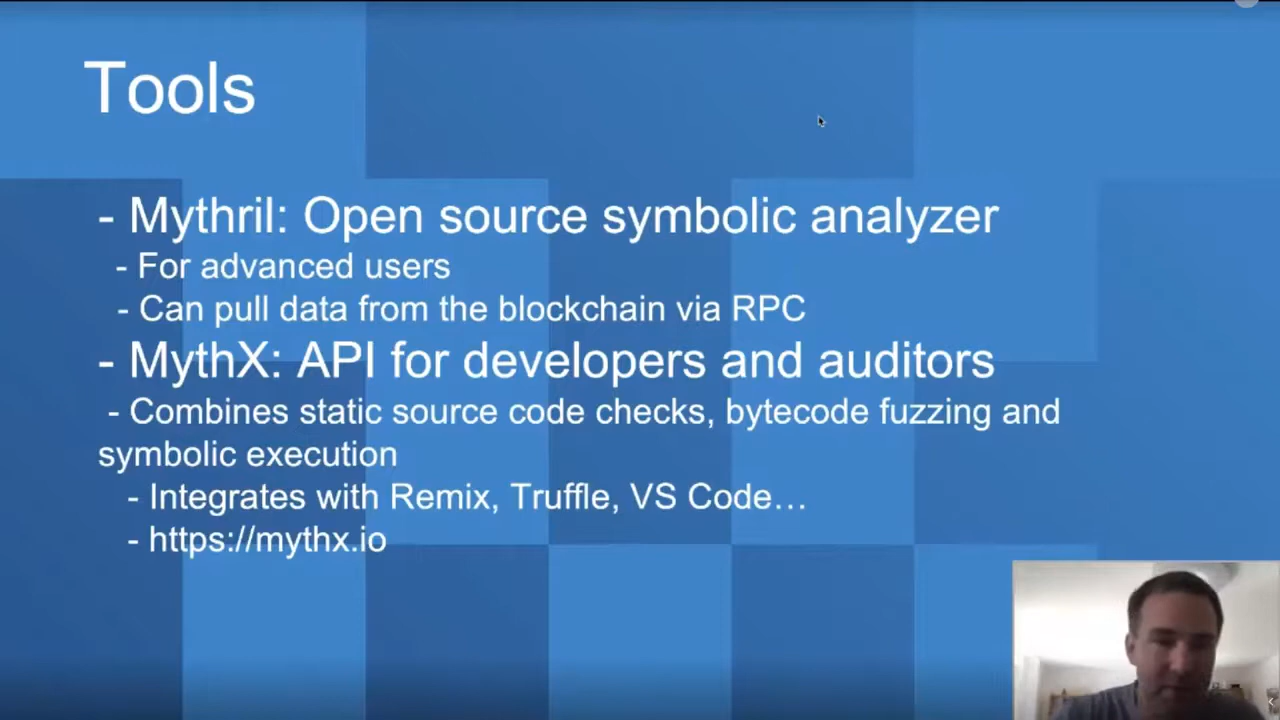 Tools
- Mythril: Open source symbolic analyzer
- For advanced users
- Can pull data from the blockchain via RPC
- MythX: API for developers and auditors
- Combines static source code checks, bytecode fuzzing and
symbolic execution
- Integrates with Remix, Truffle, VS Code…
- https://mythx.io